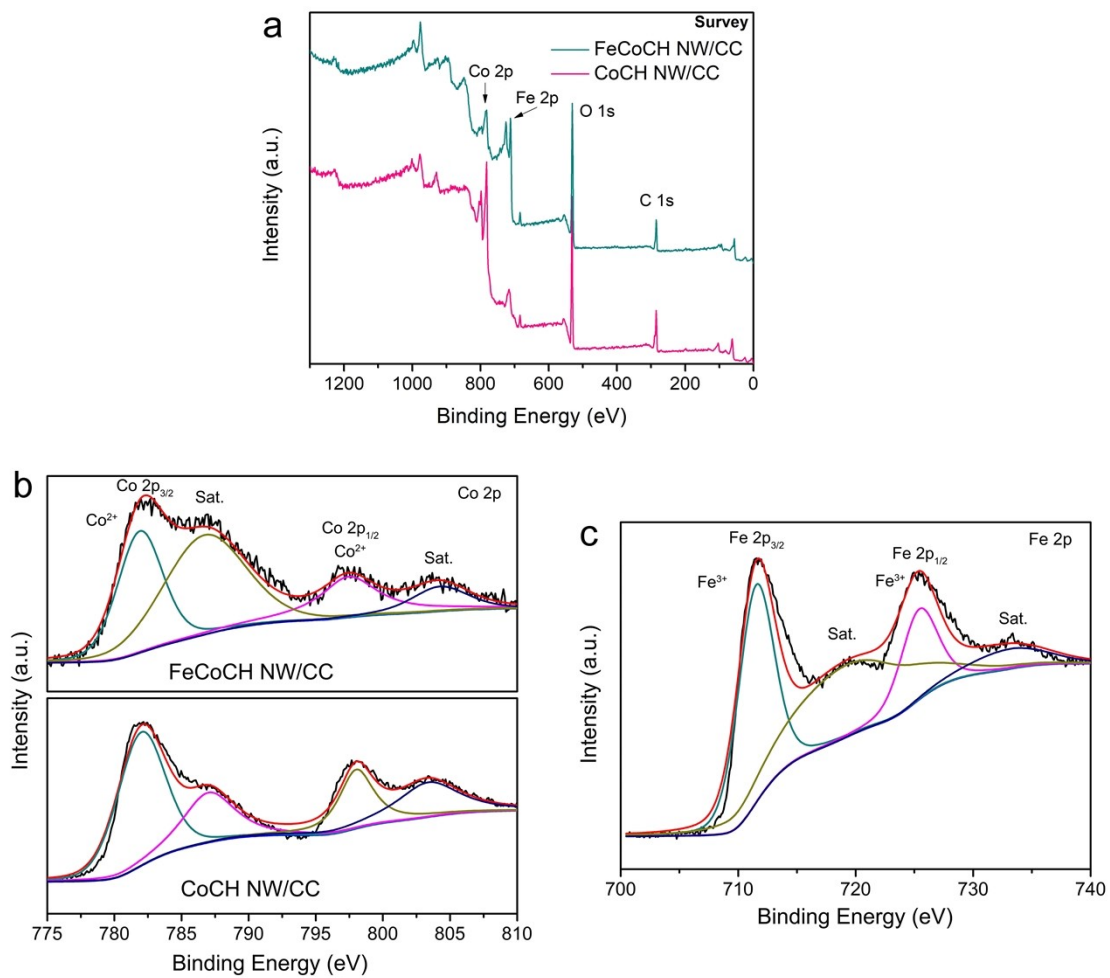 a
Survey
FeCoCH NW/CC
CoCH NW/CC
Co 2p
Fe 2p
O 1s
C 1s
Intensity (a.u.)
1200 1000 800 600 400 200 0
Binding Energy (eV)
b
Co 2p3/2
Sat.
Co 2p
Co2+
Co 2p1/2
Co2+
Sat.
FeCoCH NW/CC
CoCH NW/CC
Intensity (a.u.)
775 780 785 790 795 800 805 810
Binding Energy (eV)
c
Fe 2p3/2
Fe 2p1/2
Fe 2p
Fe3+
Fe3+
Sat.
Sat.
Intensity (a.u.)
700 710 720 730 740
Binding Energy (eV)